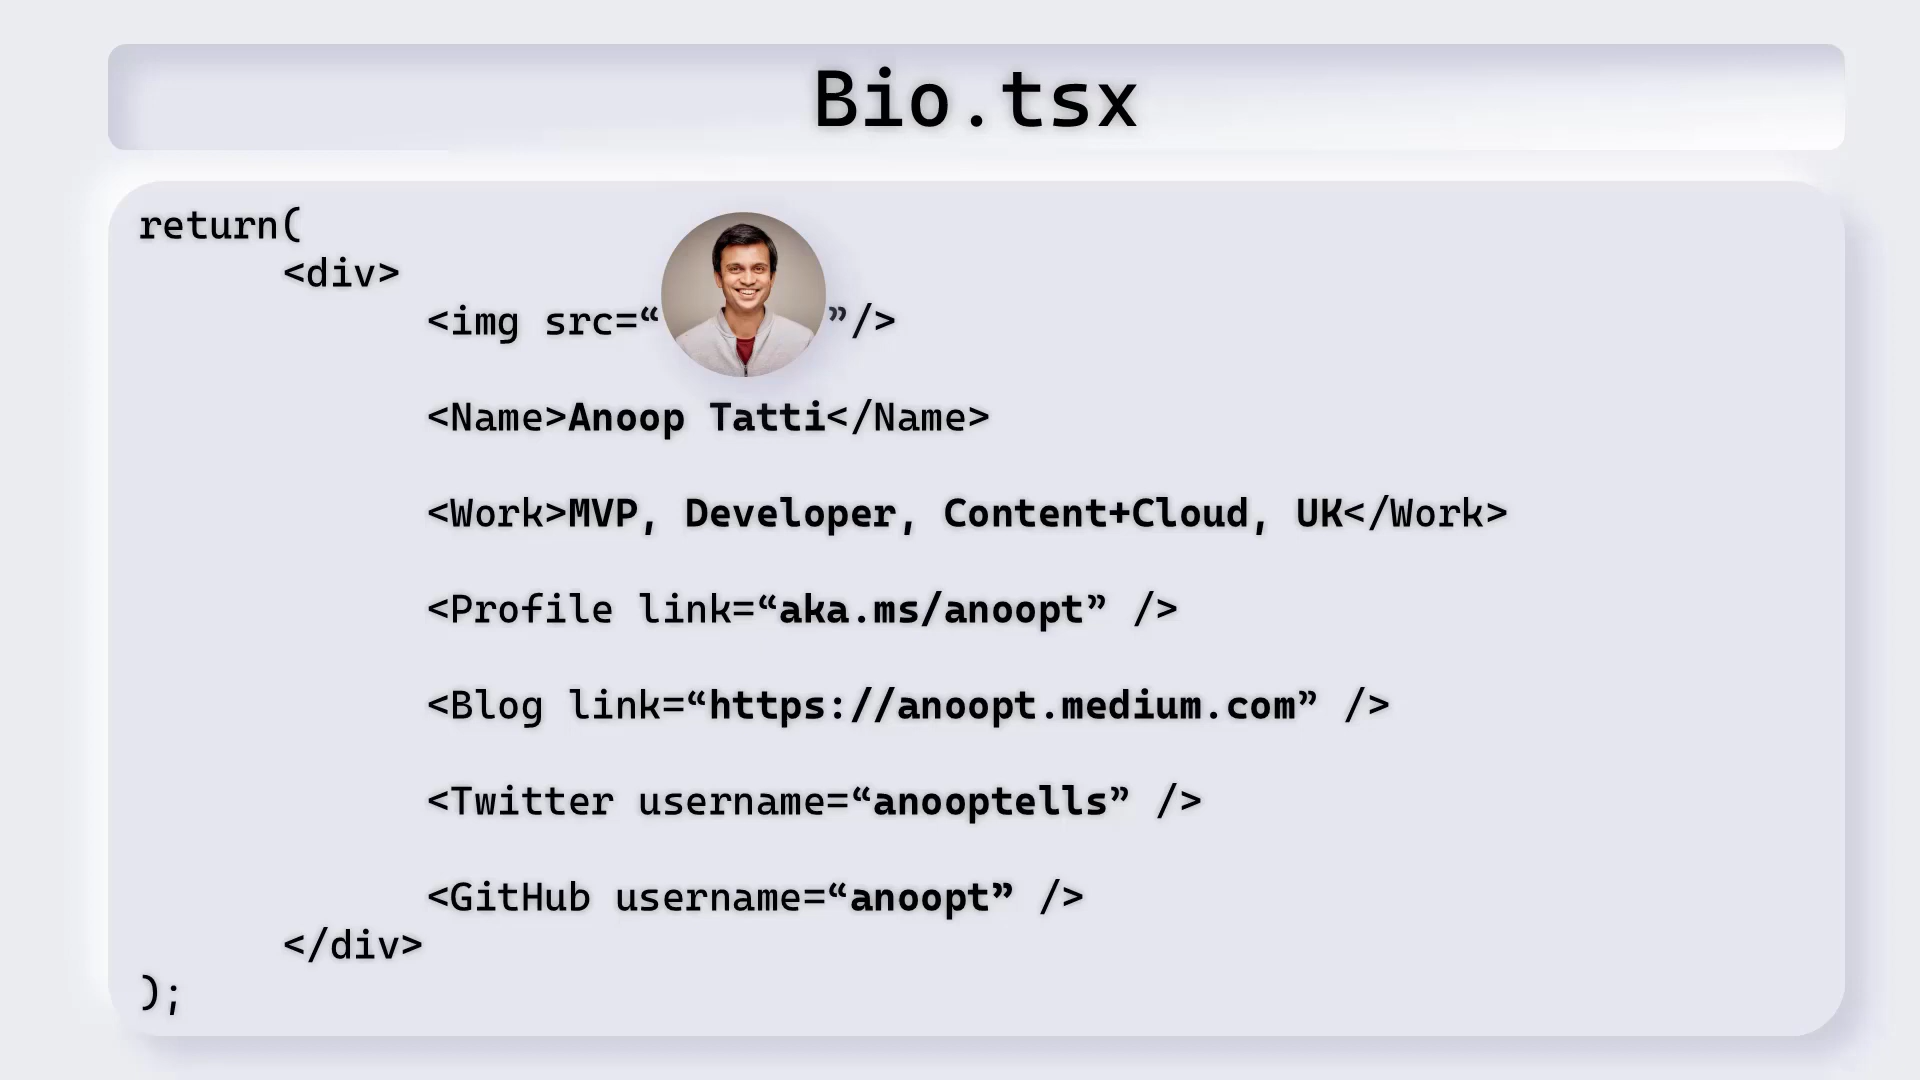 Bio.tsx
return(
<div>
<img src=“ ”/>
<Name>Anoop Tatti</Name>
<Work>MVP, Developer, Content+Cloud, UK</Work>
<Profile link=“aka.ms/anoopt” />
<Blog link=“https://anoopt.medium.com” />
<Twitter username=“anooptells” />
<GitHub username=“anoopt” />
</div>
);